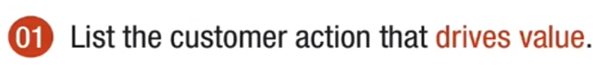 01 List the customer action that drives value.